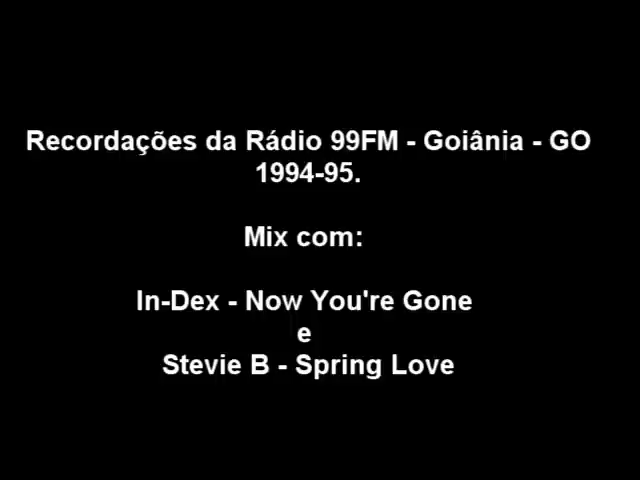 Recordações da Rádio 99FM - Goiânia - GO
1994-95.
Mix com:
In-Dex - Now You're Gone
e
Stevie B - Spring Love